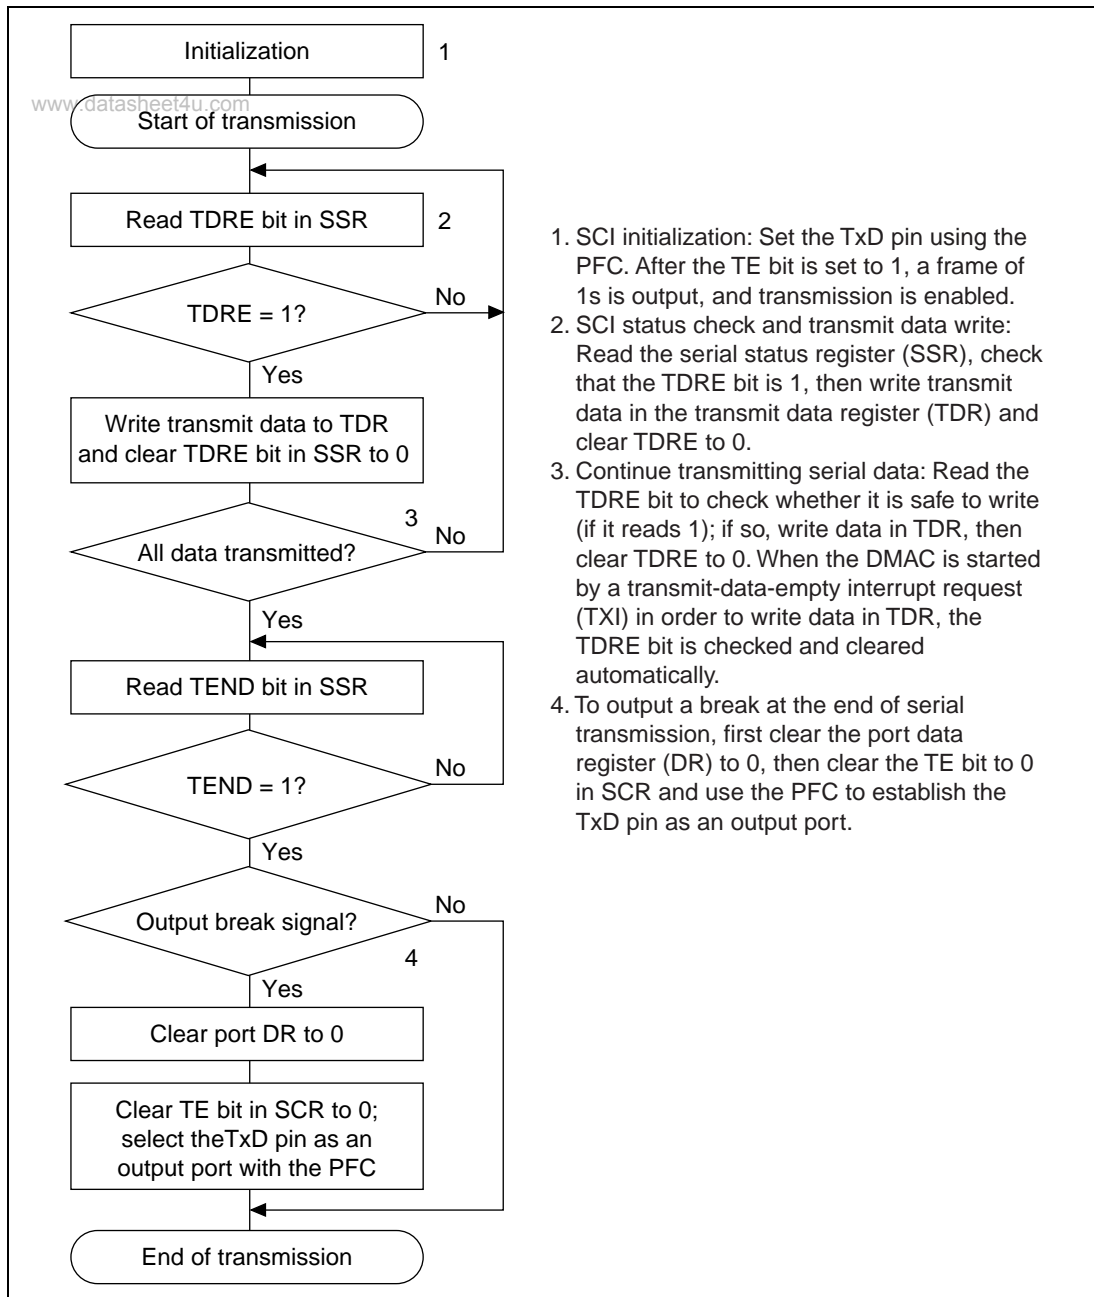 Initialization
1
www.datasheet4u.com
Start of transmission
Read TDRE bit in SSR
2
TDRE = 1?
No
Yes
Write transmit data to TDR
and clear TDRE bit in SSR to 0
3
All data transmitted?
No
Yes
Read TEND bit in SSR
TEND = 1?
No
Yes
Output break signal?
No
4
Yes
Clear port DR to 0
Clear TE bit in SCR to 0;
select theTxD pin as an
output port with the PFC
End of transmission
1. SCI initialization: Set the TxD pin using the
PFC. After the TE bit is set to 1, a frame of
1s is output, and transmission is enabled.
2. SCI status check and transmit data write:
Read the serial status register (SSR), check
that the TDRE bit is 1, then write transmit
data in the transmit data register (TDR) and
clear TDRE to 0.
3. Continue transmitting serial data: Read the
TDRE bit to check whether it is safe to write
(if it reads 1); if so, write data in TDR, then
clear TDRE to 0. When the DMAC is started
by a transmit-data-empty interrupt request
(TXI) in order to write data in TDR, the
TDRE bit is checked and cleared
automatically.
4. To output a break at the end of serial
transmission, first clear the port data
register (DR) to 0, then clear the TE bit to 0
in SCR and use the PFC to establish the
TxD pin as an output port.